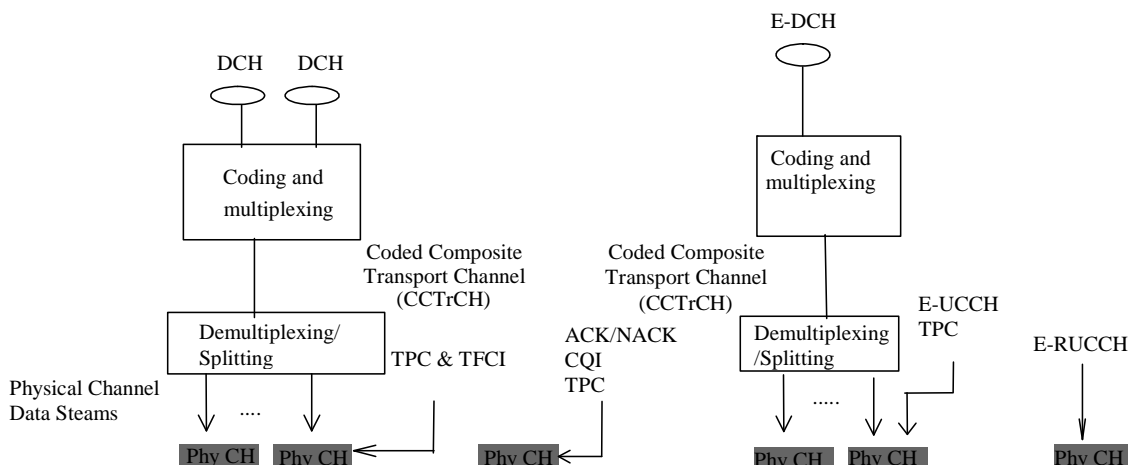 E-DCH
DCH DCH
Coding and
multiplexing
Coding and
multiplexing
Coded Composite
Transport Channel
(CCTrCH)
Coded Composite
Transport Channel
(CCTrCH)
Demultiplexing/
Splitting
TPC & TFCI
ACK/NACK
CQI
TPC
Demultiplexing
/Splitting
E-UCCH
TPC
E-RUCCH
Physical Channel
Data Steams
....
.....
Phy CH
Phy CH
Phy CH
Phy CH
Phy CH
Phy CH